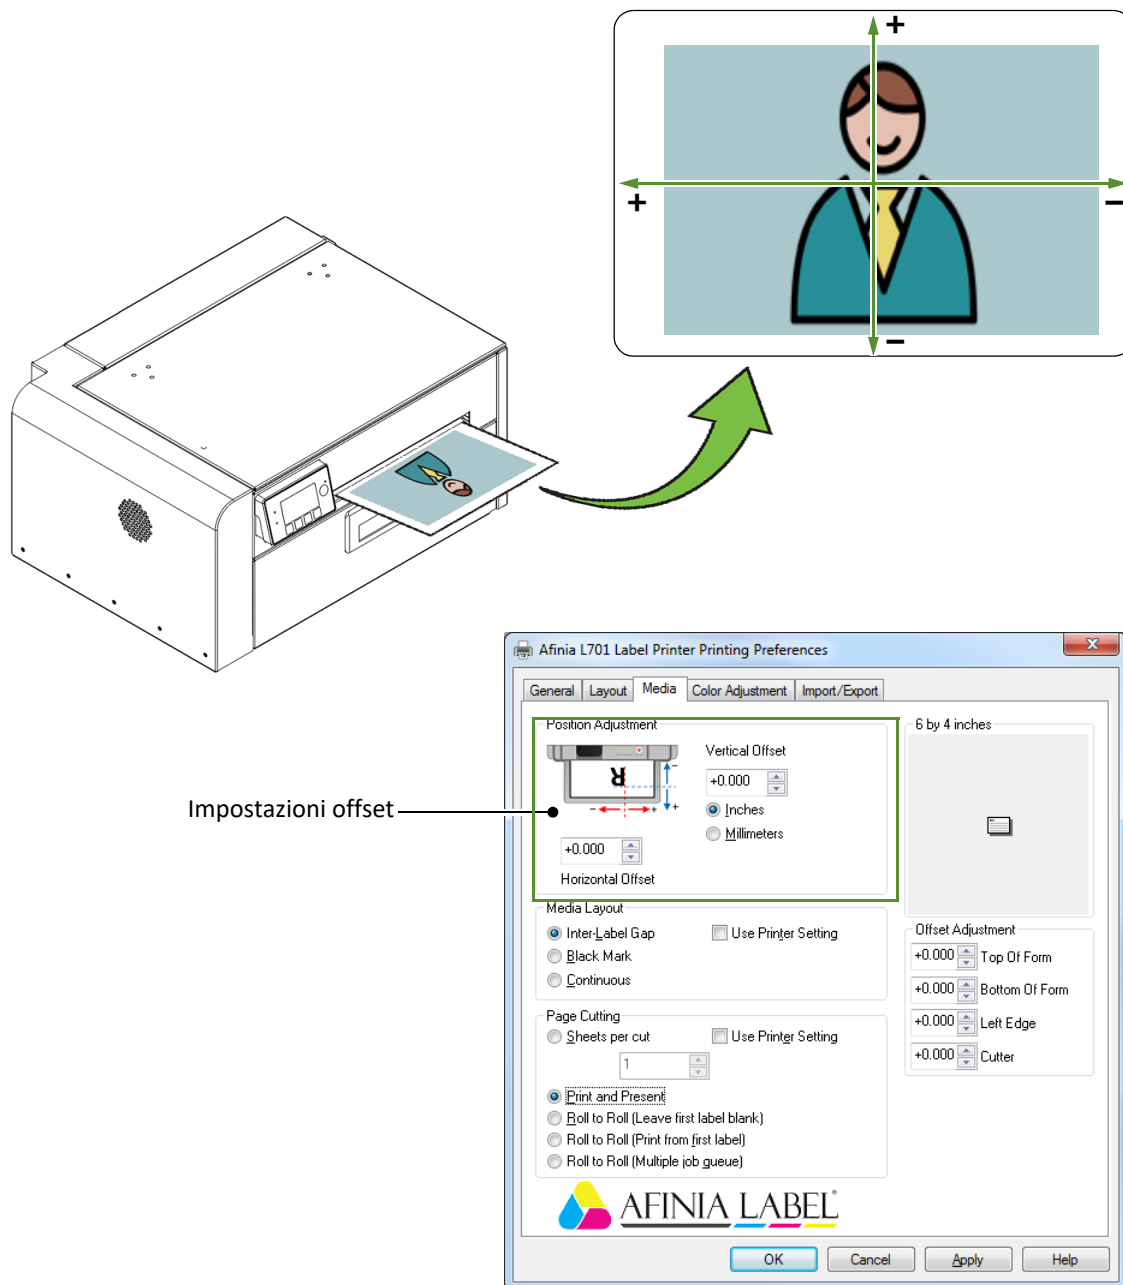 +
+
−
−
Afinia L701 Label Printer Printing Preferences
General Layout Media Color Adjustment Import/Export
Position Adjustment
R
− +
−
+
Vertical Offset
+0.000
Inches
Millimeters
+0.000
Horizontal Offset
Impostazioni offset
6 by 4 inches
Media Layout
Inter-Label Gap Use Printer Setting
Black Mark
Continuous
Offset Adjustment
+0.000 Top Of Form
+0.000 Bottom Of Form
+0.000 Left Edge
+0.000 Cutter
Page Cutting
Sheets per cut Use Printer Setting
1
Print and Present
Roll to Roll (Leave first label blank)
Roll to Roll (Print from first label)
Roll to Roll (Multiple job queue)
AFINIA LABEL®
OK Cancel Apply Help